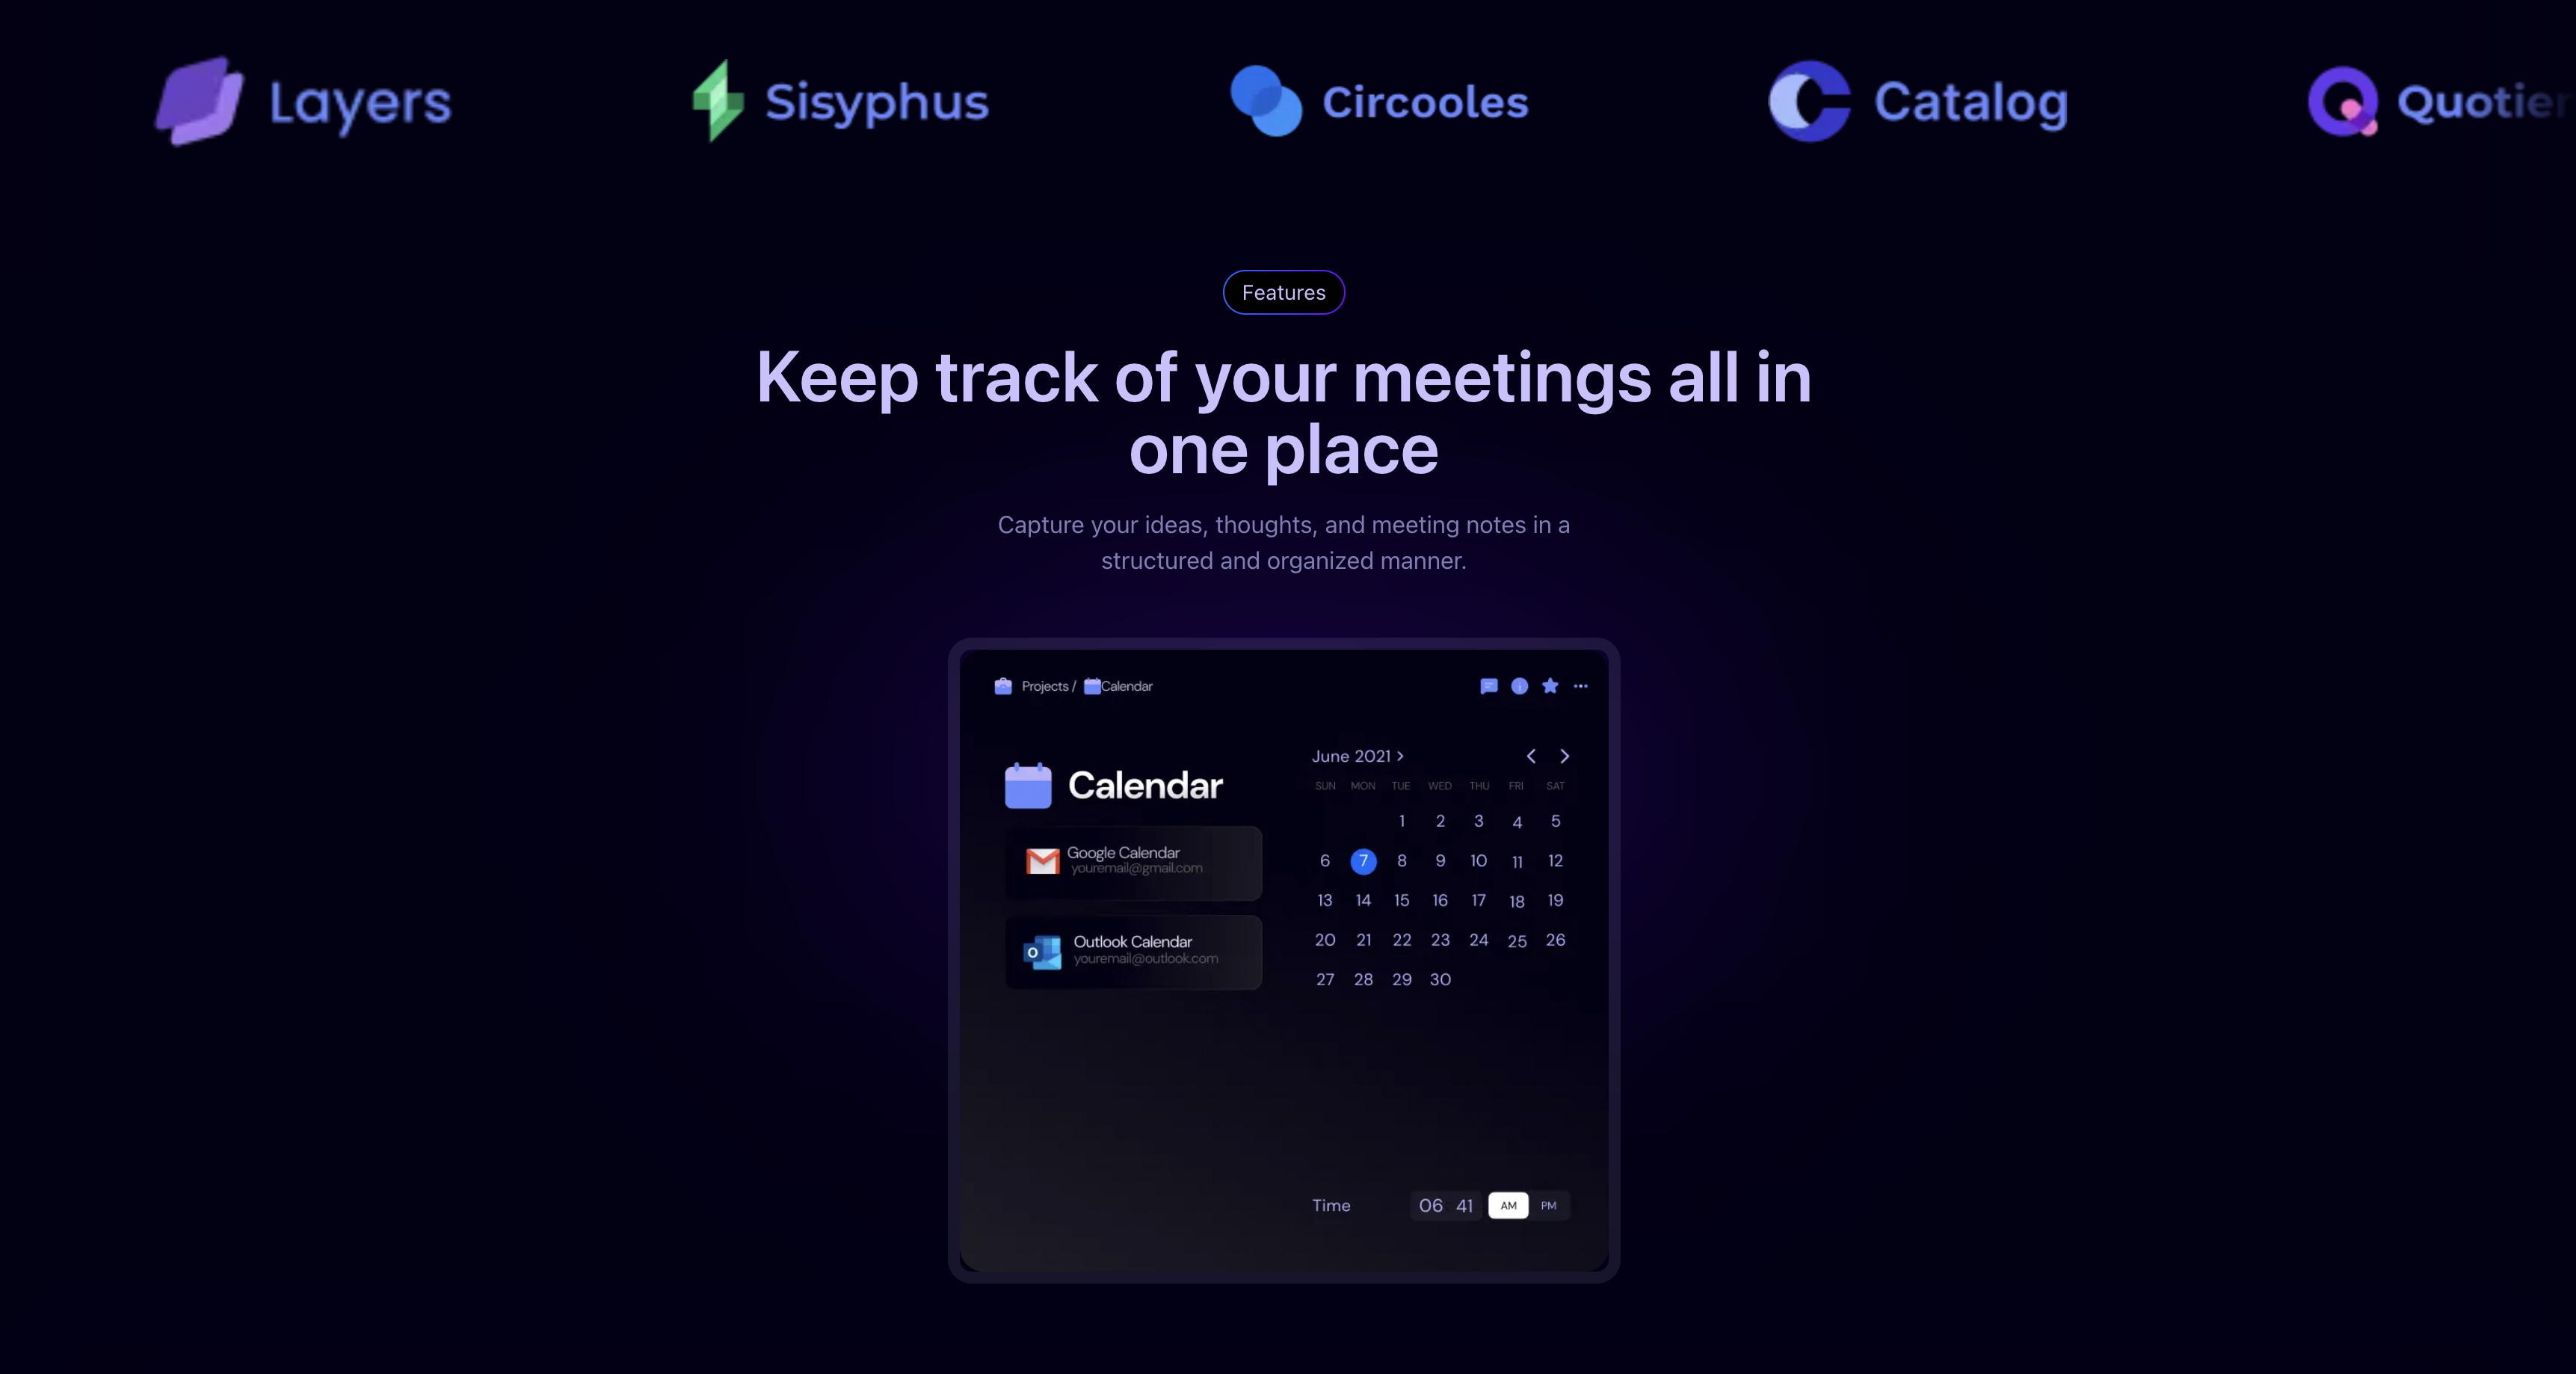 Layers
Sisyphus
Circooles
Catalog
Features
Keep track of your meetings all in
one place
Capture your ideas, thoughts, and meeting notes in a
structured and organized manner.
Projects / Calendar
Calendar
Google Calendar
youremail@gmail.com
Outlook Calendar
youremail@outlook.com
June 2021 >
SUN MON TUE WED THU FRI SAT
1 2 3 4 5
6 7 8 9 10 11 12
13 14 15 16 17 18 19
20 21 22 23 24 25 26
27 28 29 30
Time 06 41 AM PM